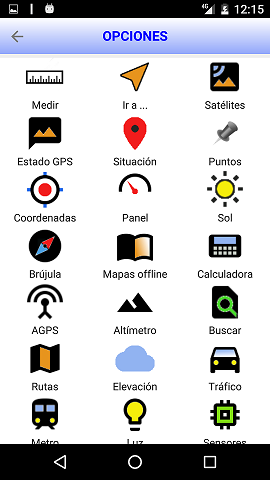 4G 12:15
OPCIONES
Medir Ir a ... Satélites
Estado GPS Situación Puntos
Coordenadas Panel Sol
Brújula Mapas offline Calculadora
AGPS Altímetro Buscar
Rutas Elevación Tráfico
Metro Luz Sensores